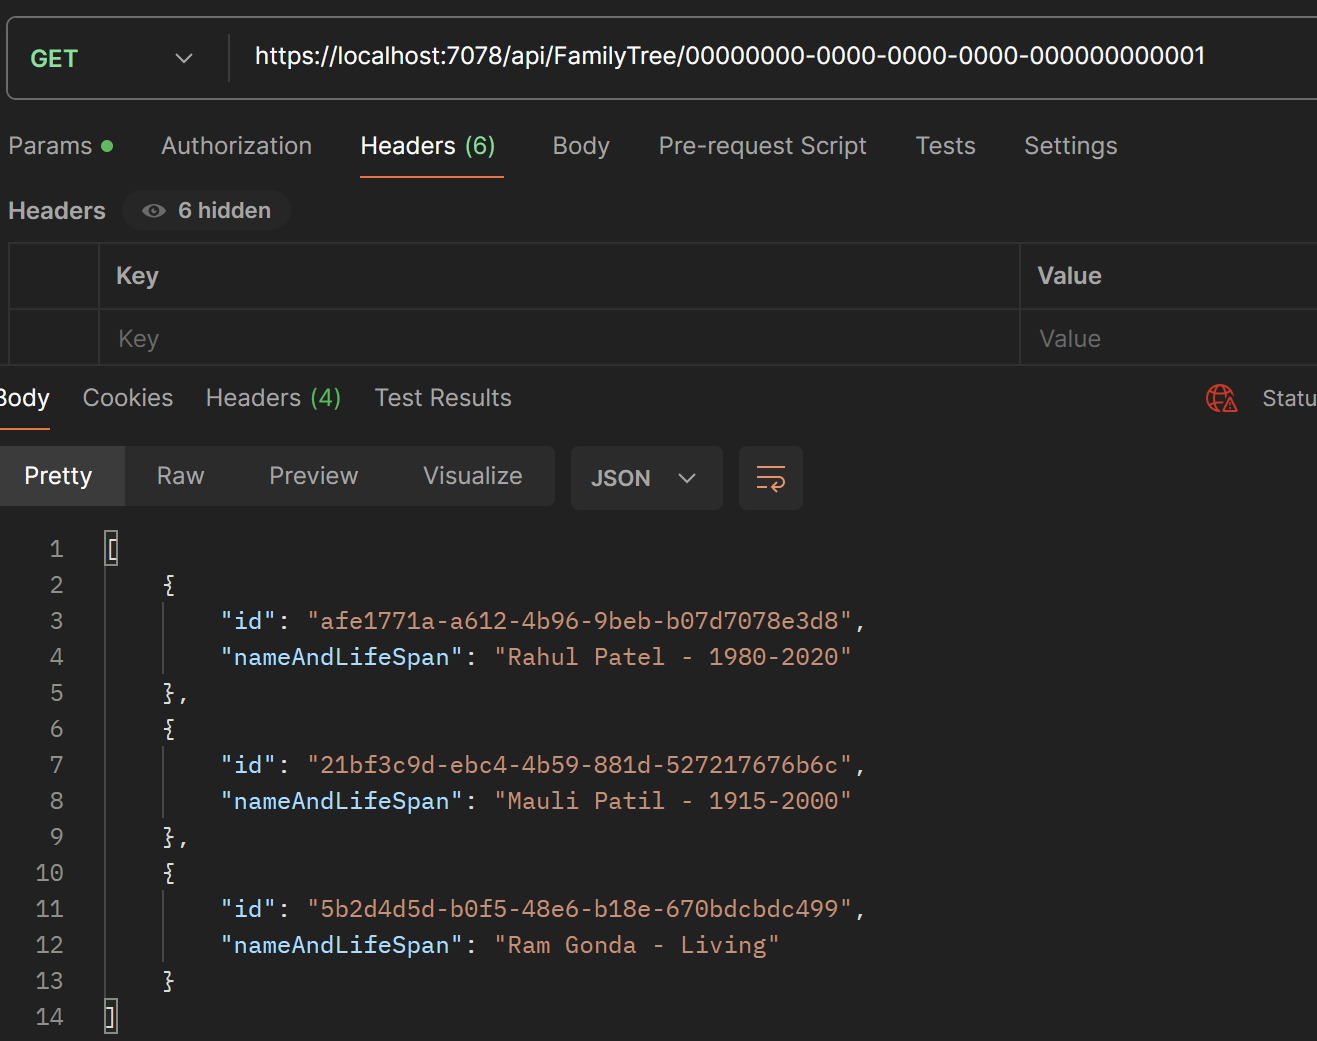 GET https://localhost:7078/api/FamilyTree/00000000-0000-0000-0000-000000000001
Params Authorization Headers (6) Body Pre-request Script Tests Settings
Headers 6 hidden
Key Value
Key Value
Body Cookies Headers (4) Test Results Statu
Pretty Raw Preview Visualize JSON
1 [
2 {
3 "id": "afe1771a-a612-4b96-9beb-b07d7078e3d8",
4 "nameAndLifeSpan": "Rahul Patel - 1980-2020"
5 },
6 {
7 "id": "21bf3c9d-ebc4-4b59-881d-527217676b6c",
8 "nameAndLifeSpan": "Mauli Patil - 1915-2000"
9 },
10 {
11 "id": "5b2d4d5d-b0f5-48e6-b18e-670bdcbdc499",
12 "nameAndLifeSpan": "Ram Gonda - Living"
13 }
14 ]